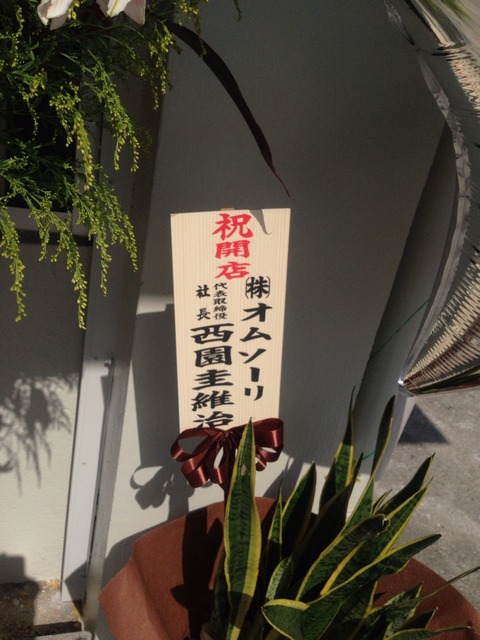 祝開店
㈱オムソーリ
代表取締役
社長
西園圭維治